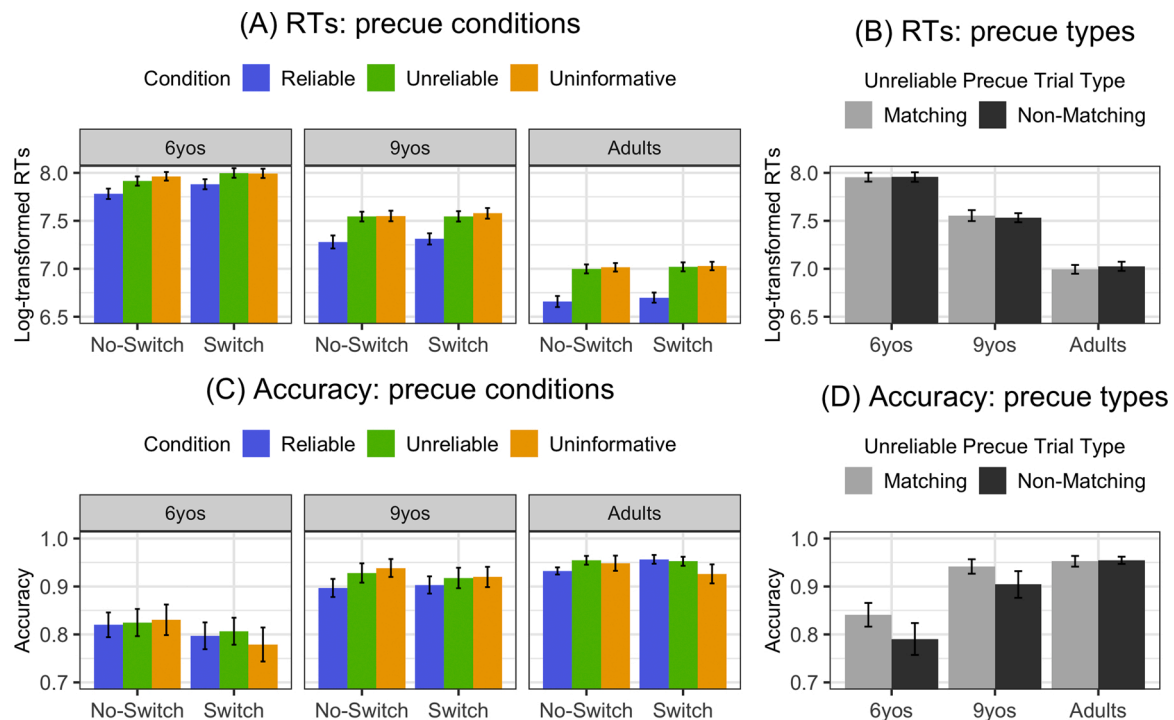 (A) RTs: precue conditions
Condition Reliable Unreliable Uninformative
6yos 9yos Adults
Log-transformed RTs
8.0
7.5
7.0
6.5
No-Switch Switch No-Switch Switch No-Switch Switch
(B) RTs: precue types
Unreliable Precue Trial Type
Matching Non-Matching
Log-transformed RTs
8.0
7.5
7.0
6.5
6yos 9yos Adults
(C) Accuracy: precue conditions
Condition Reliable Unreliable Uninformative
6yos 9yos Adults
Accuracy
1.0
0.9
0.8
0.7
No-Switch Switch No-Switch Switch No-Switch Switch
(D) Accuracy: precue types
Unreliable Precue Trial Type
Matching Non-Matching
Accuracy
1.0
0.9
0.8
0.7
6yos 9yos Adults